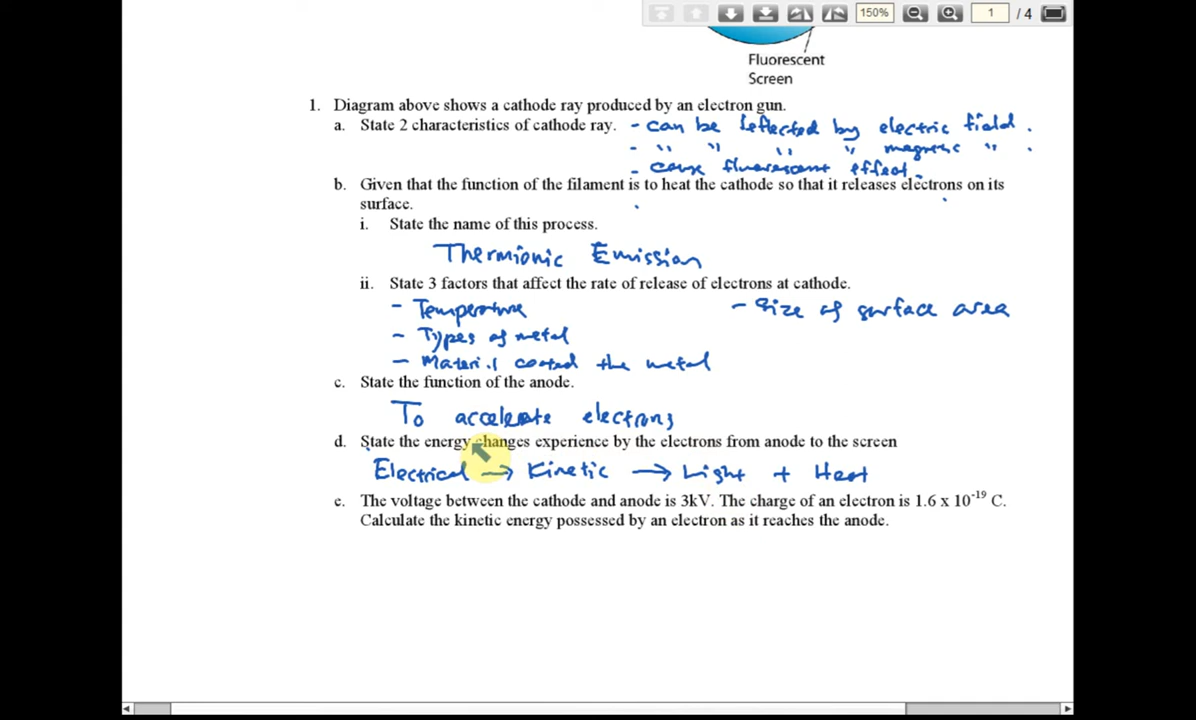 150%
1
/ 4
Fluorescent
Screen
1. Diagram above shows a cathode ray produced by an electron gun.
a. State 2 characteristics of cathode ray. - can be deflected by electric field.
- " " " " magnetic " .
- cause fluorescent effect.
b. Given that the function of the filament is to heat the cathode so that it releases electrons on its
surface.
i. State the name of this process.
Thermionic Emission
ii. State 3 factors that affect the rate of release of electrons at cathode.
- Temperature - Size of surface area
- Types of metal
- Material coated the metal
c. State the function of the anode.
To accelerate electrons
d. State the energy changes experience by the electrons from anode to the screen
Electrical → Kinetic → Light + Heat
e. The voltage between the cathode and anode is 3kV. The charge of an electron is 1.6 x 10⁻¹⁹ C.
Calculate the kinetic energy possessed by an electron as it reaches the anode.